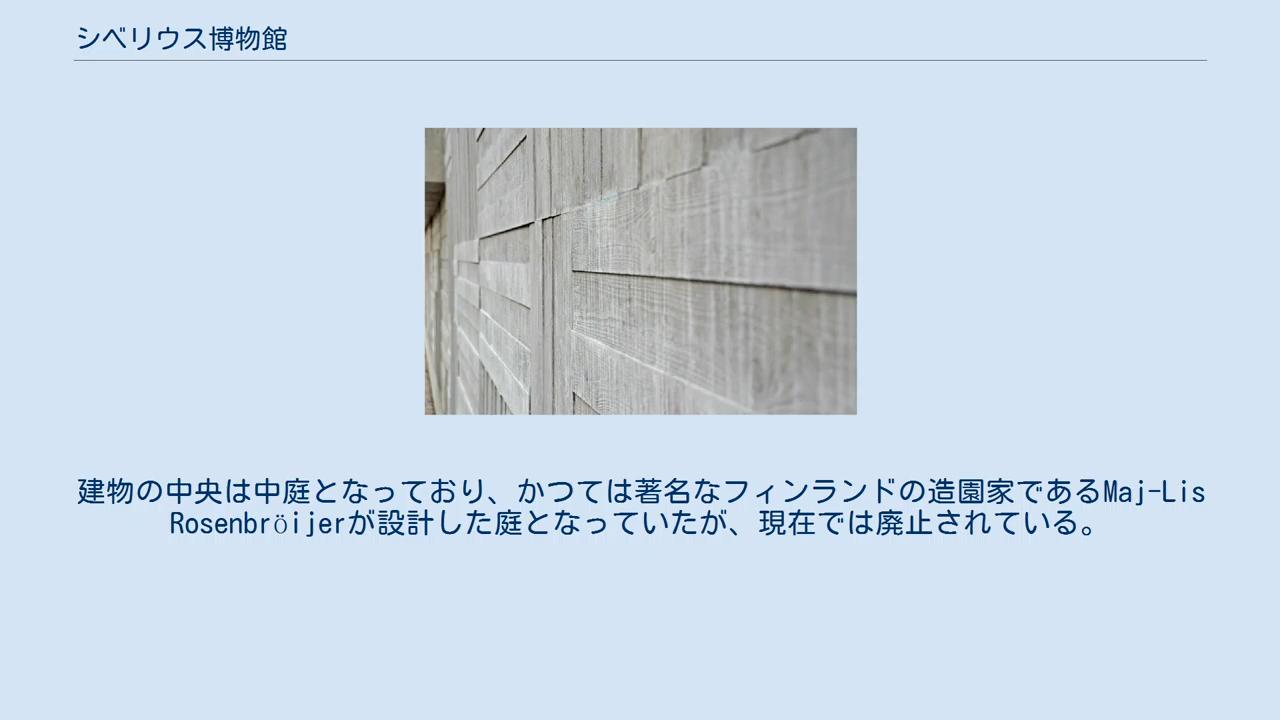 シベリウス博物館
建物の中央は中庭となっており、かつては著名なフィンランドの造園家であるMaj-Lis
Rosenbröijerが設計した庭となっていたが、現在では廃止されている。